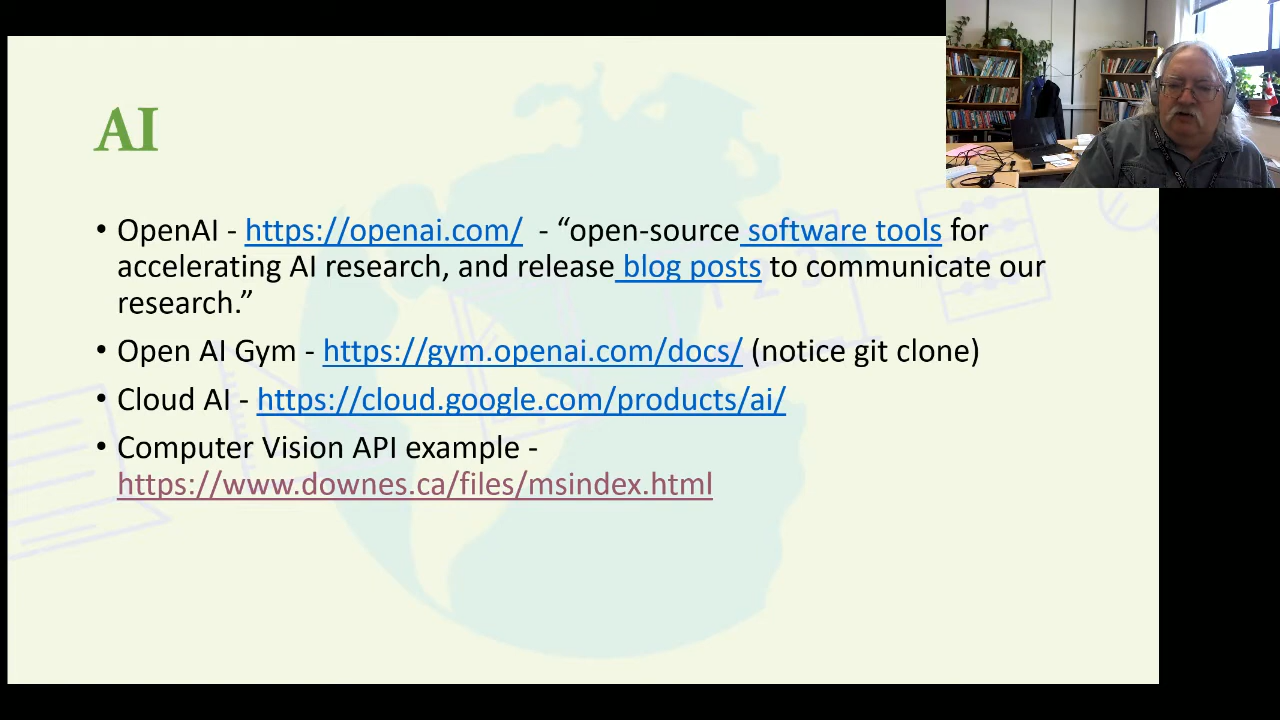 AI
• OpenAI - https://openai.com/ - “open-source software tools for
accelerating AI research, and release blog posts to communicate our
research.”
• Open AI Gym - https://gym.openai.com/docs/ (notice git clone)
• Cloud AI - https://cloud.google.com/products/ai/
• Computer Vision API example -
https://www.downes.ca/files/msindex.html